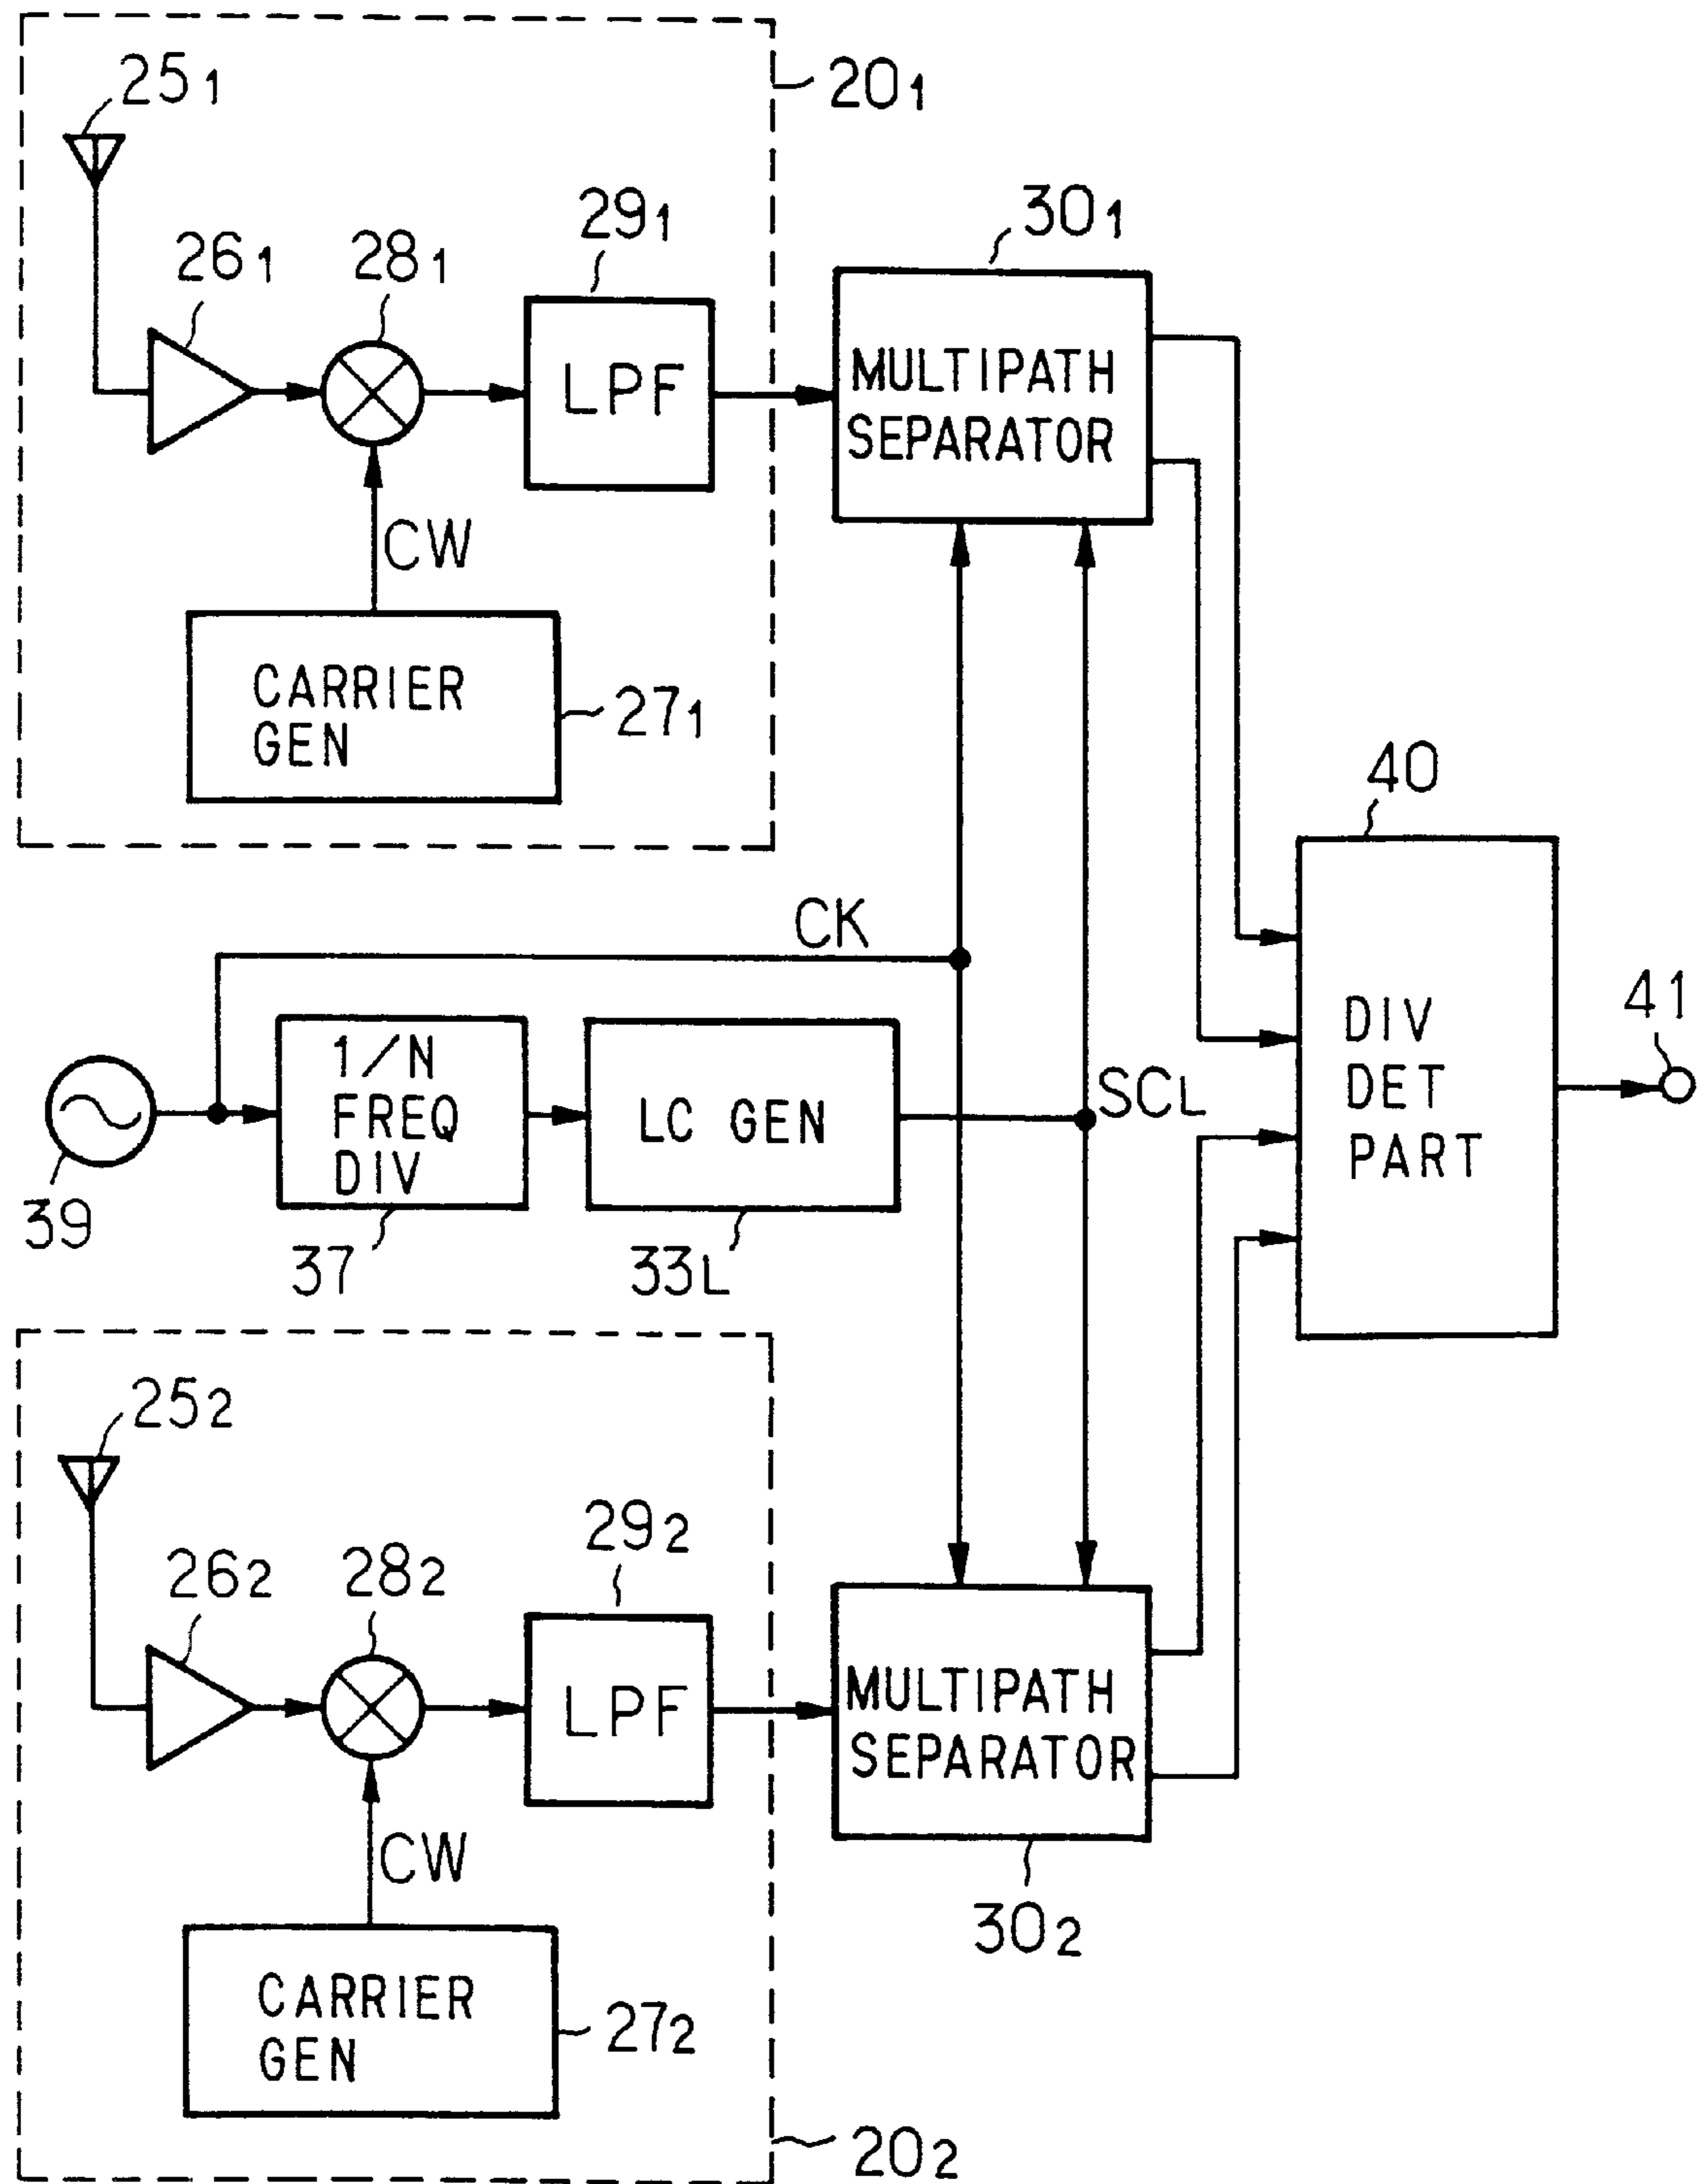 25₁
20₁
26₁
28₁
29₁
30₁
LPF
MULTIPATH
SEPARATOR
CW
CARRIER
GEN
27₁
40
CK
DIV
DET
PART
41
39
1/N
FREQ
DIV
37
LC GEN
33L
SCL
25₂
26₂
28₂
29₂
LPF
MULTIPATH
SEPARATOR
30₂
CW
CARRIER
GEN
27₂
20₂